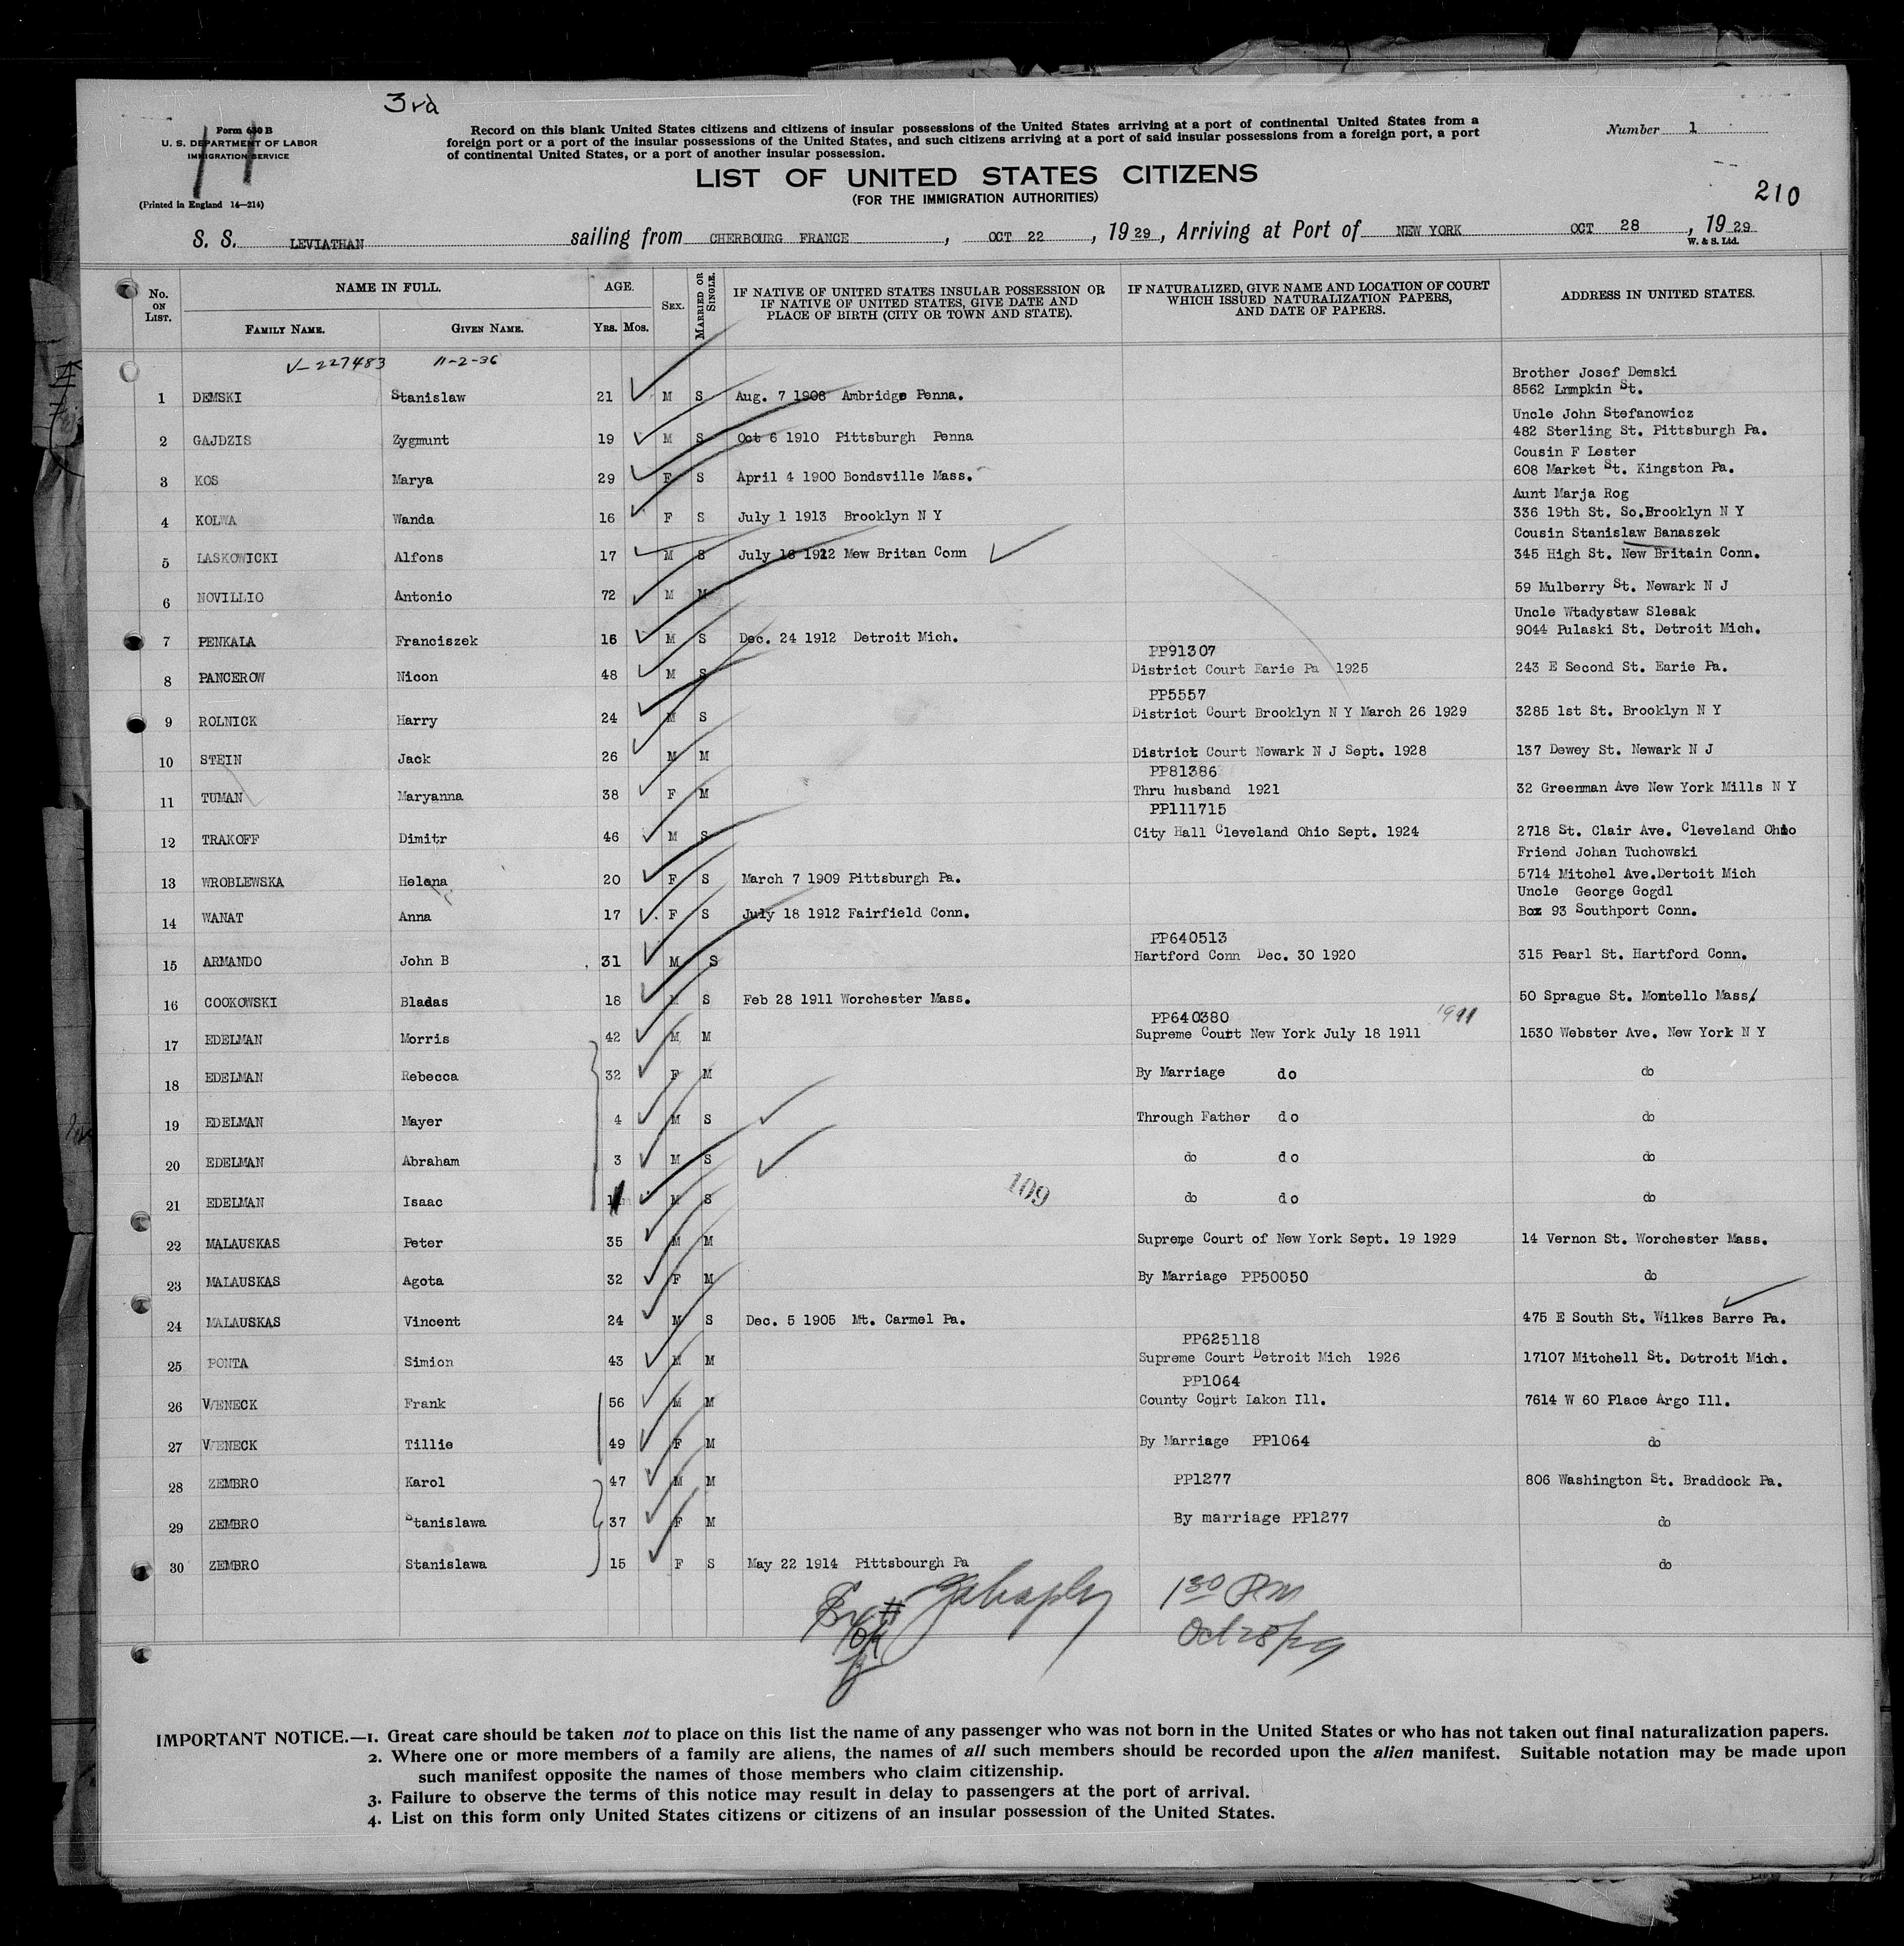 3rd
Form 630 B
U. S. DEPARTMENT OF LABOR
IMMIGRATION SERVICE
(Printed in England 14—214)
Record on this blank United States citizens and citizens of insular possessions of the United States arriving at a port of continental United States from a
foreign port or a port of the insular possessions of the United States, and such citizens arriving at a port of said insular possessions from a foreign port, a port
of continental United States, or a port of another insular possession.
Number 1
LIST OF UNITED STATES CITIZENS
(FOR THE IMMIGRATION AUTHORITIES)
210
S. S. LEVIATHAN sailing from CHERBOURG FRANCE, OCT 22, 1929, Arriving at Port of NEW YORK OCT 28, 1929
W. & S. Ltd.
No. ON LIST.
NAME IN FULL.
FAMILY NAME. GIVEN NAME.
AGE.
YRS. MOS.
SEX.
MARRIED OR SINGLE.
IF NATIVE OF UNITED STATES INSULAR POSSESSION OR
IF NATIVE OF UNITED STATES, GIVE DATE AND
PLACE OF BIRTH (CITY OR TOWN AND STATE).
IF NATURALIZED, GIVE NAME AND LOCATION OF COURT
WHICH ISSUED NATURALIZATION PAPERS,
AND DATE OF PAPERS.
ADDRESS IN UNITED STATES.
V-227483 11-2-36
Brother Josef Demski
1 DEMSKI Stanislaw 21 M S Aug. 7 1908 Ambridge Penna. 8562 Lnmpkin St.
Uncle John Stefanowicz
2 GAJDZIS Zygmunt 19 M S Oct 6 1910 Pittsburgh Penna 482 Sterling St. Pittsburgh Pa.
Cousin F Lester
3 KOS Marya 29 F S April 4 1900 Bondsville Mass. 608 Market St. Kingston Pa.
Aunt Marja Rog
4 KOLWA Wanda 16 F S July 1 1913 Brooklyn N Y 336 19th St. So.Brooklyn N Y
Cousin Stanislaw Banaszek
5 LASKOWICKI Alfons 17 M S July 16 1912 Mew Britan Conn 345 High St. New Britain Conn.
6 NOVILLIO Antonio 72 M M 59 Mulberry St. Newark N J
Uncle Wtadystaw Slesak
7 PENKALA Franciszek 16 M S Dec. 24 1912 Detroit Mich. 9044 Pulaski St. Detroit Mich.
PP91307
8 PANCEROW Nicon 48 M S District Court Earie Pa 1925 243 E Second St. Earie Pa.
PP5557
9 ROLNICK Harry 24 M S District Court Brooklyn N Y March 26 1929 3285 1st St. Brooklyn N Y
10 STEIN Jack 26 M M District Court Newark N J Sept. 1928 137 Dewey St. Newark N J
PP81386
11 TUMAN Maryanna 38 F M Thru husband 1921 32 Greenman Ave New York Mills N Y
PP111715
12 TRAKOFF Dimitr 46 M S City Hall Cleveland Ohio Sept. 1924 2718 St. Clair Ave. Cleveland Ohio
Friend Johan Tuchowski
13 WROBLEWSKA Helena 20 F S March 7 1909 Pittsburgh Pa. 5714 Mitchel Ave.Dertoit Mich
Uncle George Gogdl
14 WANAT Anna 17 F S July 18 1912 Fairfield Conn. Box 93 Southport Conn.
PP640513
15 ARMANDO John B 31 M S Hartford Conn Dec. 30 1920 315 Pearl St. Hartford Conn.
16 COOKOWSKI Bladas 18 M S Feb 28 1911 Worchester Mass. 50 Sprague St. Montello Mass.
PP640380 1911
17 EDELMAN Morris 42 M M Supreme Court New York July 18 1911 1530 Webster Ave. New York N Y
18 EDELMAN Rebecca 32 F M By Marriage do do
19 EDELMAN Mayer 4 M S Through Father do do
20 EDELMAN Abraham 3 M S do do do
21 EDELMAN Isaac M S do do do
109
22 MALAUSKAS Peter 35 M M Supreme Court of New York Sept. 19 1929 14 Vernon St. Worchester Mass.
23 MALAUSKAS Agota 32 F M By Marriage PP50050 do
24 MALAUSKAS Vincent 24 M S Dec. 5 1905 Mt. Carmel Pa. 475 E South St. Wilkes Barre Pa.
PP625118
25 PONTA Simion 43 M M Supreme Court Detroit Mich 1926 17107 Mitchell St. Detroit Mich.
PP1064
26 WENECK Frank 56 M M County Court Lakon Ill. 7614 W 60 Place Argo Ill.
27 WENECK Tillie 49 F M By Marriage PP1064 do
28 ZEMBRO Karol 47 M M PP1277 806 Washington St. Braddock Pa.
29 ZEMBRO Stanislawa 37 F M By marriage PP1277 do
30 ZEMBRO Stanislawa 15 F S May 22 1914 Pittsbourgh Pa do
1 30 PM
Oct 28/29
IMPORTANT NOTICE.—1. Great care should be taken not to place on this list the name of any passenger who was not born in the United States or who has not taken out final naturalization papers.
2. Where one or more members of a family are aliens, the names of all such members should be recorded upon the alien manifest. Suitable notation may be made upon
such manifest opposite the names of those members who claim citizenship.
3. Failure to observe the terms of this notice may result in delay to passengers at the port of arrival.
4. List on this form only United States citizens or citizens of an insular possession of the United States.